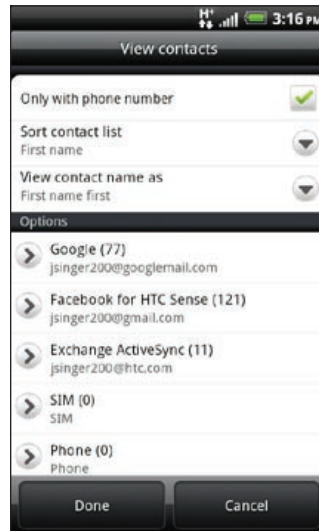 H+ 3:16 PM
View contacts
Only with phone number
Sort contact list
First name
View contact name as
First name first
Options
Google (77)
jsinger200@googlemail.com
Facebook for HTC Sense (121)
jsinger200@gmail.com
Exchange ActiveSync (11)
jsinger200@htc.com
SIM (0)
SIM
Phone (0)
Phone
Done Cancel